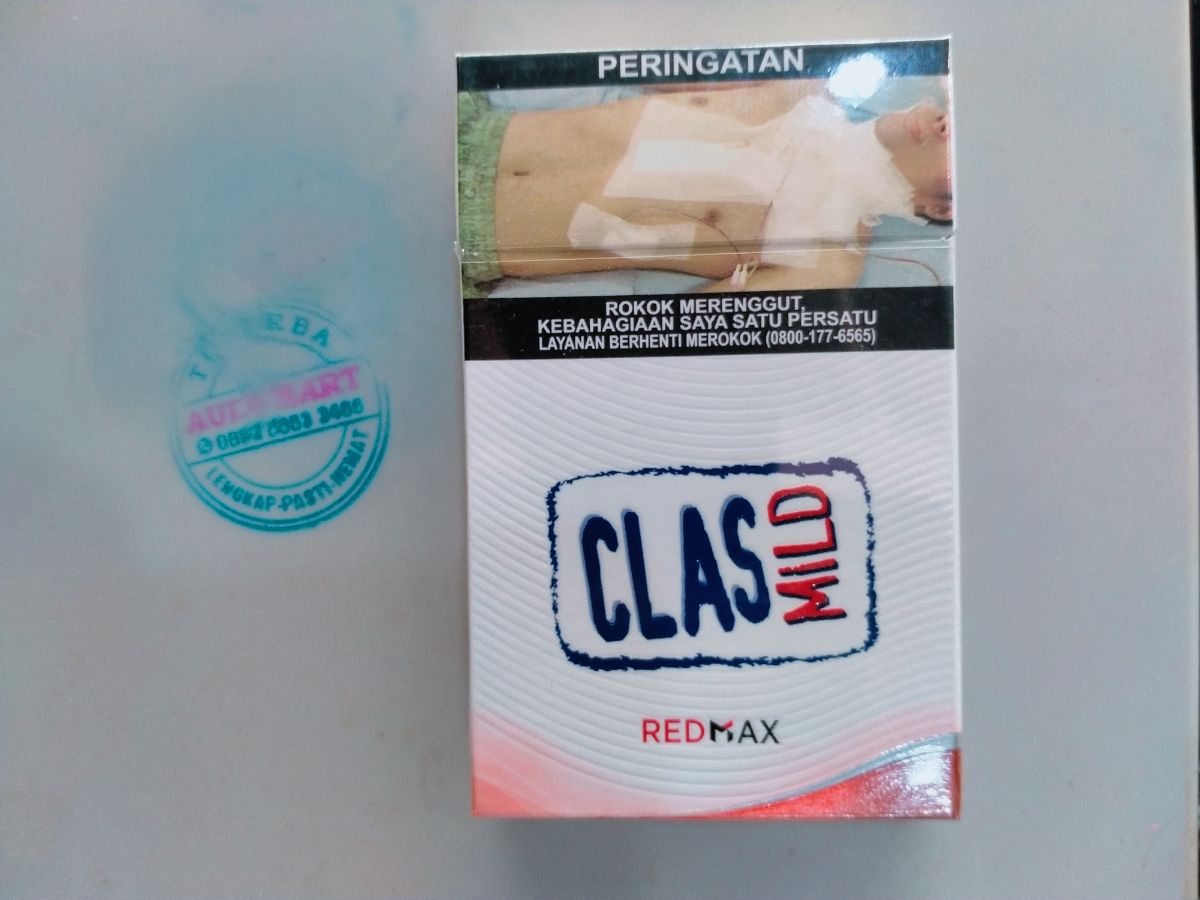 PERINGATAN
ROKOK MERENGGUT,
KEBAHAGIAAN SAYA SATU PERSATU
LAYANAN BERHENTI MEROKOK (0800-177-6565)
CLAS
MILD
REDMAX
LENGKAP-PASTI-HEMAT